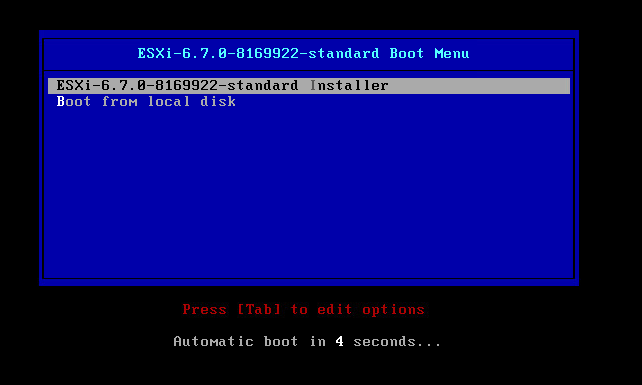 ESXi-6.7.0-8169922-standard Boot Menu
ESXi-6.7.0-8169922-standard Installer
Boot from local disk
Press [Tab] to edit options
Automatic boot in 4 seconds...